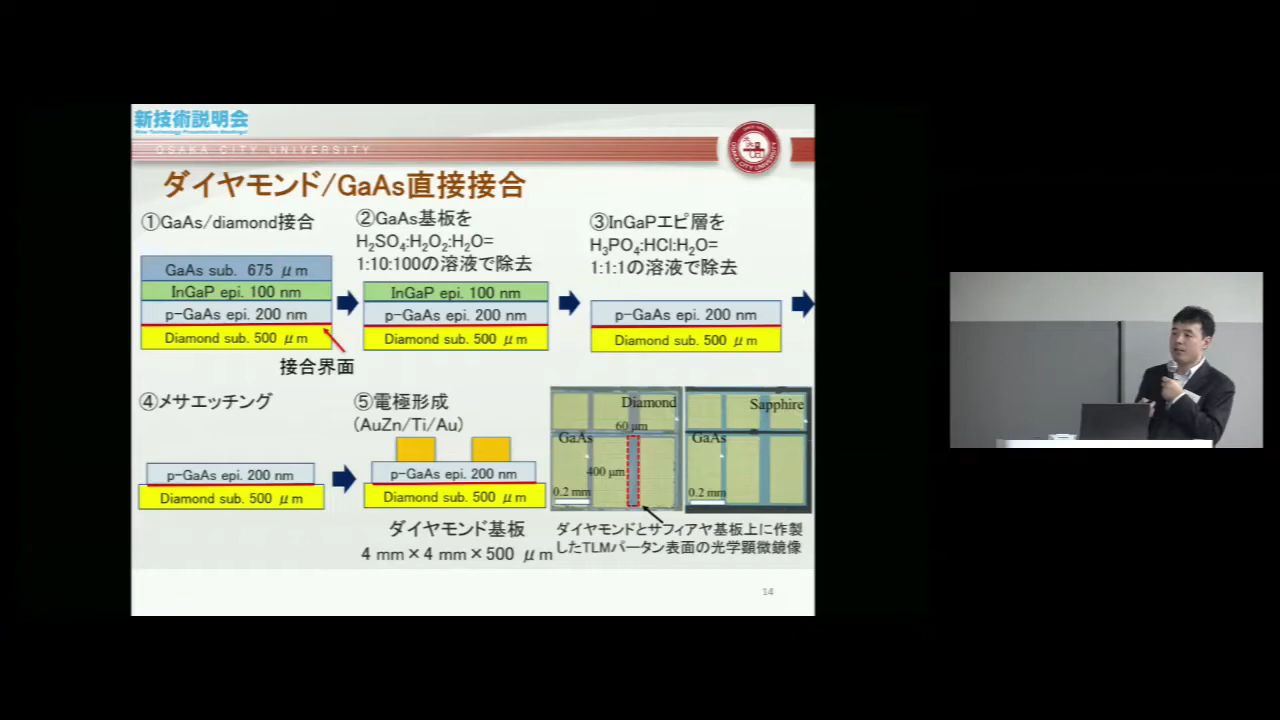 新技術説明会
New Technology Presentation Meetings!
OSAKA CITY UNIVERSITY
ダイヤモンド/GaAs直接接合
①GaAs/diamond接合
GaAs sub. 675 μm
InGaP epi. 100 nm
p-GaAs epi. 200 nm
Diamond sub. 500 μm
接合界面
②GaAs基板を
H₂SO₄:H₂O₂:H₂O=
1:10:100の溶液で除去
InGaP epi. 100 nm
p-GaAs epi. 200 nm
Diamond sub. 500 μm
③InGaPエピ層を
H₃PO₄:HCl:H₂O=
1:1:1の溶液で除去
p-GaAs epi. 200 nm
Diamond sub. 500 μm
④メサエッチング
p-GaAs epi. 200 nm
Diamond sub. 500 μm
⑤電極形成
(AuZn/Ti/Au)
p-GaAs epi. 200 nm
Diamond sub. 500 μm
ダイヤモンド基板
4 mm×4 mm×500 μm
Diamond
60 μm
GaAs
400 μm
0.2 mm
Sapphire
GaAs
0.2 mm
ダイヤモンドとサフィアヤ基板上に作製
したTLMパータン表面の光学顕微鏡像
14